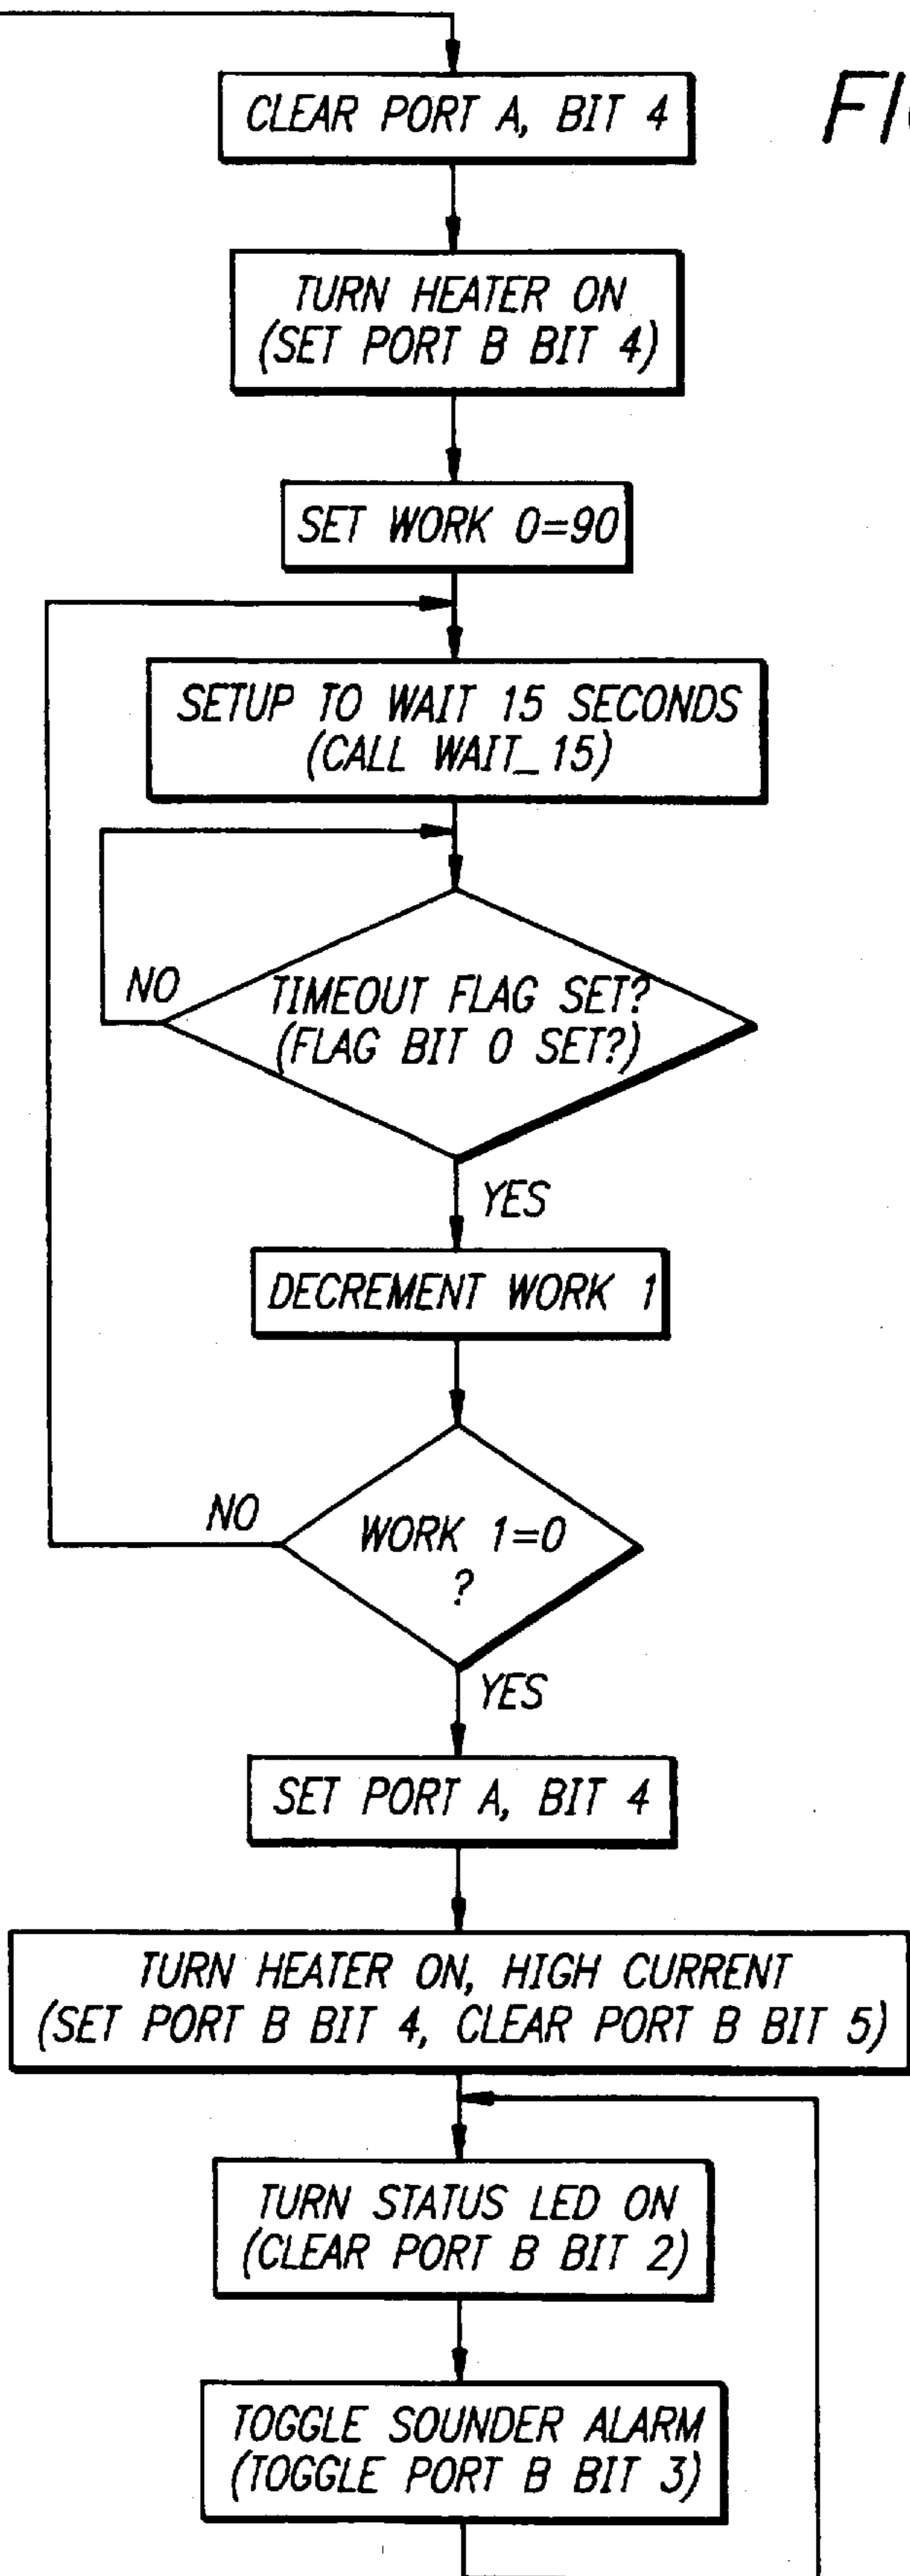 FIG
CLEAR PORT A, BIT 4
TURN HEATER ON
(SET PORT B BIT 4)
SET WORK 0=90
SETUP TO WAIT 15 SECONDS
(CALL WAIT_15)
NO
TIMEOUT FLAG SET?
(FLAG BIT 0 SET?)
YES
DECREMENT WORK 1
NO
WORK 1=0
?
YES
SET PORT A, BIT 4
TURN HEATER ON, HIGH CURRENT
(SET PORT B BIT 4, CLEAR PORT B BIT 5)
TURN STATUS LED ON
(CLEAR PORT B BIT 2)
TOGGLE SOUNDER ALARM
(TOGGLE PORT B BIT 3)